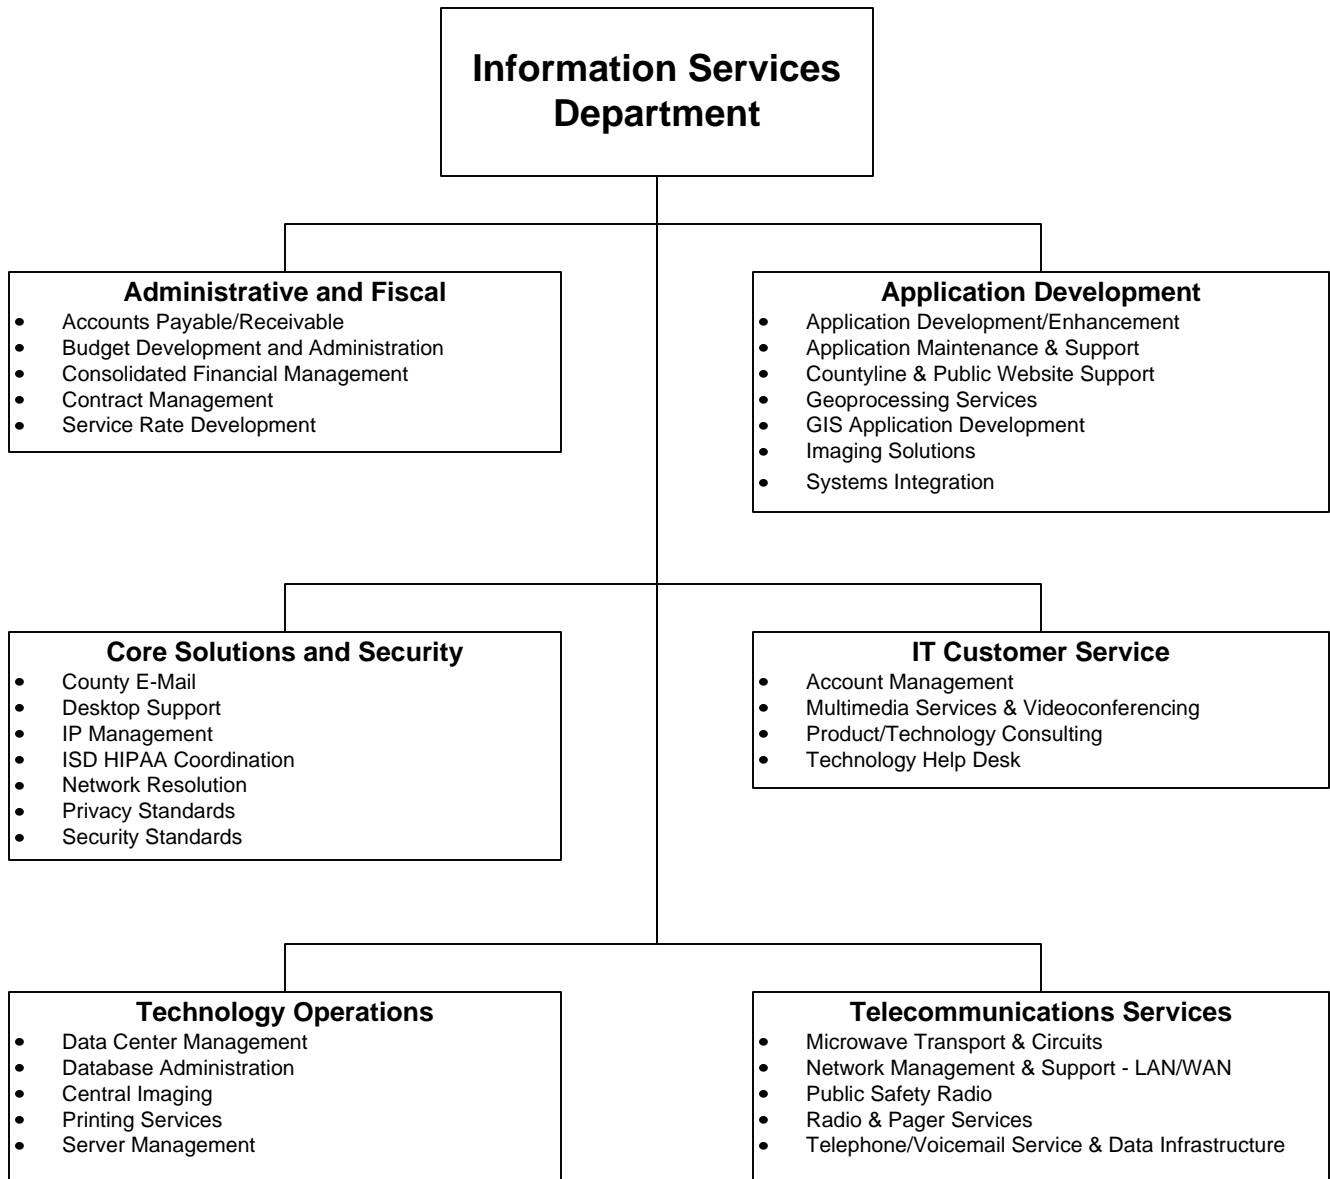 Information Services
Department
Administrative and Fiscal
• Accounts Payable/Receivable
• Budget Development and Administration
• Consolidated Financial Management
• Contract Management
• Service Rate Development
Application Development
• Application Development/Enhancement
• Application Maintenance & Support
• Countyline & Public Website Support
• Geoprocessing Services
• GIS Application Development
• Imaging Solutions
• Systems Integration
Core Solutions and Security
• County E-Mail
• Desktop Support
• IP Management
• ISD HIPAA Coordination
• Network Resolution
• Privacy Standards
• Security Standards
IT Customer Service
• Account Management
• Multimedia Services & Videoconferencing
• Product/Technology Consulting
• Technology Help Desk
Technology Operations
• Data Center Management
• Database Administration
• Central Imaging
• Printing Services
• Server Management
Telecommunications Services
• Microwave Transport & Circuits
• Network Management & Support - LAN/WAN
• Public Safety Radio
• Radio & Pager Services
• Telephone/Voicemail Service & Data Infrastructure